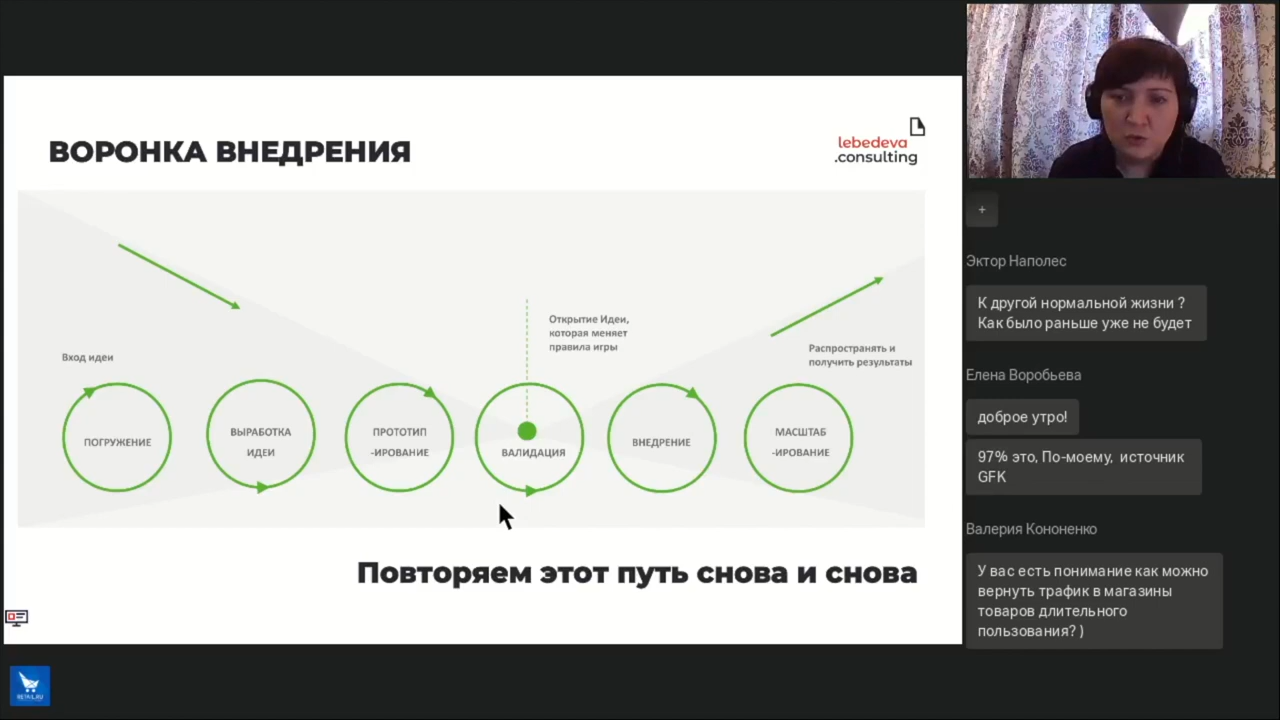 ВОРОНКА ВНЕДРЕНИЯ
lebedeva
.consulting
Вход идеи
Открытие Идеи,
которая меняет
правила игры
Распространять и
получить результаты
ПОГРУЖЕНИЕ
ВЫРАБОТКА
ИДЕИ
ПРОТОТИП
-ИРОВАНИЕ
ВАЛИДАЦИЯ
ВНЕДРЕНИЕ
МАСШТАБ
-ИРОВАНИЕ
Повторяем этот путь снова и снова
RETAIL.RU
+
Эктор Наполес
К другой нормальной жизни ?
Как было раньше уже не будет
Елена Воробьева
доброе утро!
97% это, По-моему, источник
GFK
Валерия Кононенко
У вас есть понимание как можно
вернуть трафик в магазины
товаров длительного
пользования? )